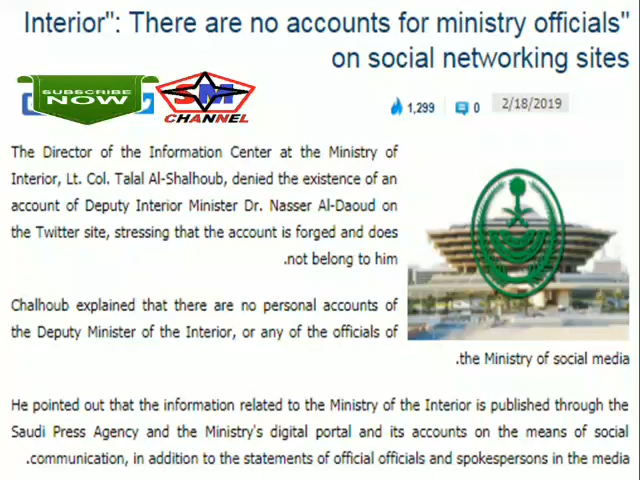 Interior": There are no accounts for ministry officials"
on social networking sites
SUBSCRIBE
NOW
SM
CHANNEL
1,299
0
2/18/2019
The Director of the Information Center at the Ministry of
Interior, Lt. Col. Talal Al-Shalhoub, denied the existence of an
account of Deputy Interior Minister Dr. Nasser Al-Daoud on
the Twitter site, stressing that the account is forged and does
.not belong to him
Chalhoub explained that there are no personal accounts of
the Deputy Minister of the Interior, or any of the officials of
.the Ministry of social media
He pointed out that the information related to the Ministry of the Interior is published through the
Saudi Press Agency and the Ministry's digital portal and its accounts on the means of social
.communication, in addition to the statements of official officials and spokespersons in the media